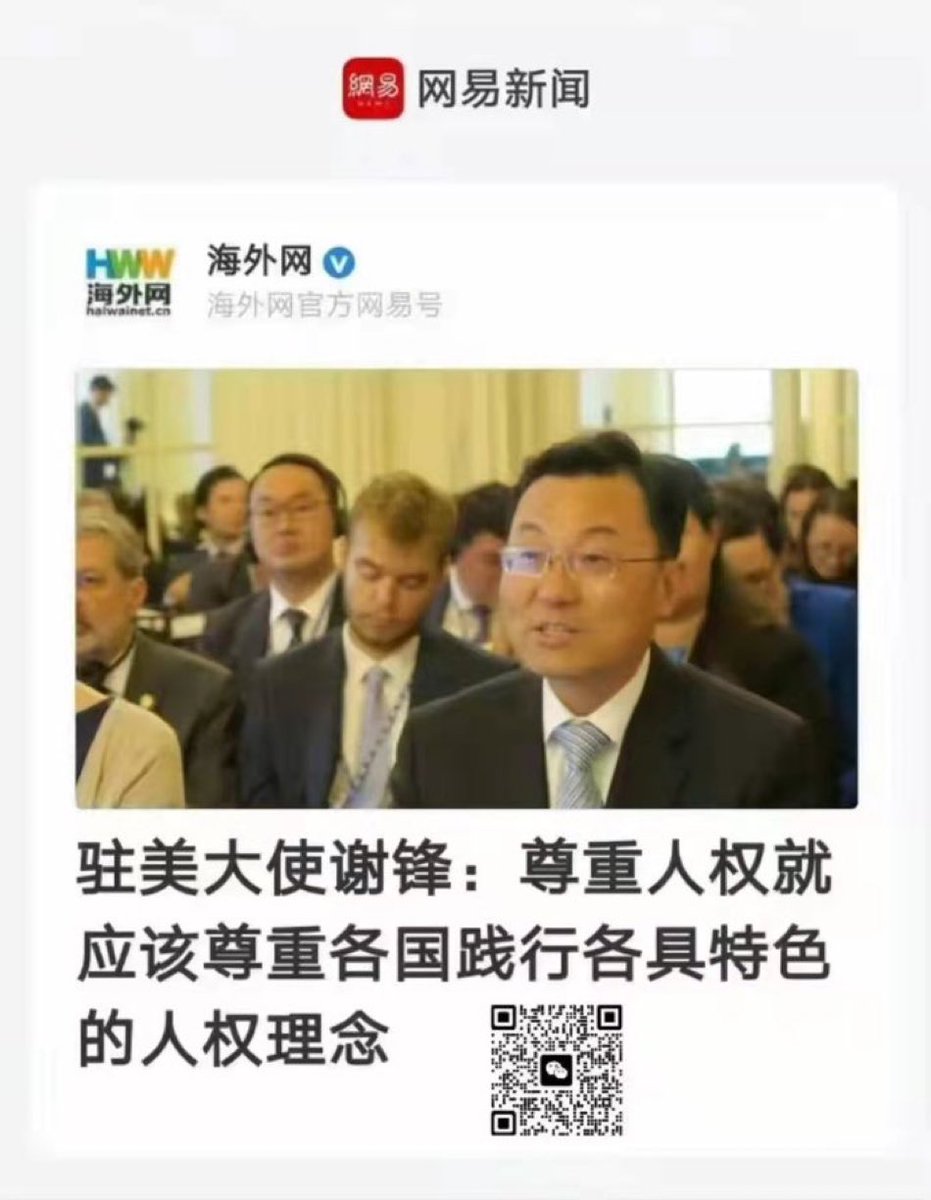 網易
NEWS
网易新闻
HWW
海外网
haiwainet.cn
海外网
海外网官方网易号
驻美大使谢锋：尊重人权就
应该尊重各国践行各具特色
的人权理念